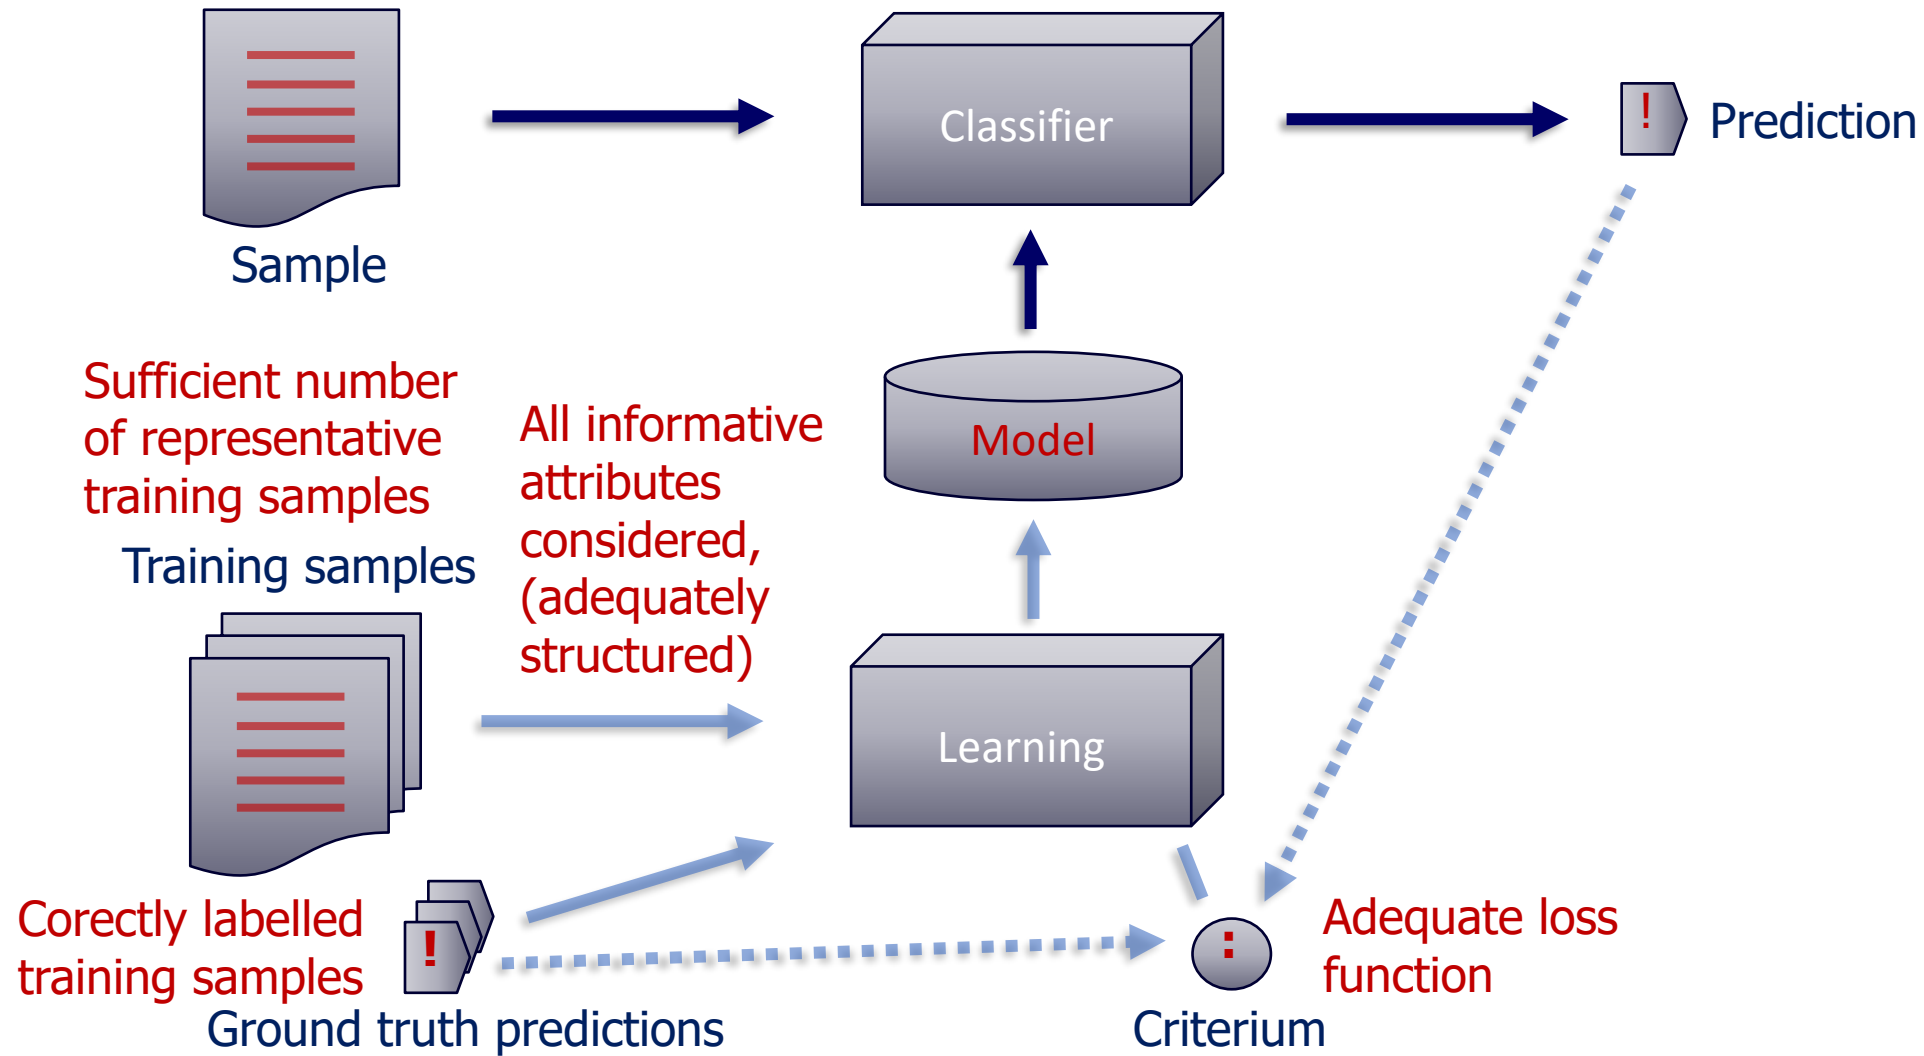 Classifier
!
Prediction
Sample
Sufficient number
of representative
training samples
All informative
attributes
considered,
(adequately
structured)
Model
Training samples
Learning
Corectly labelled
training samples
!
Ground truth predictions
:
Adequate loss
function
Criterium